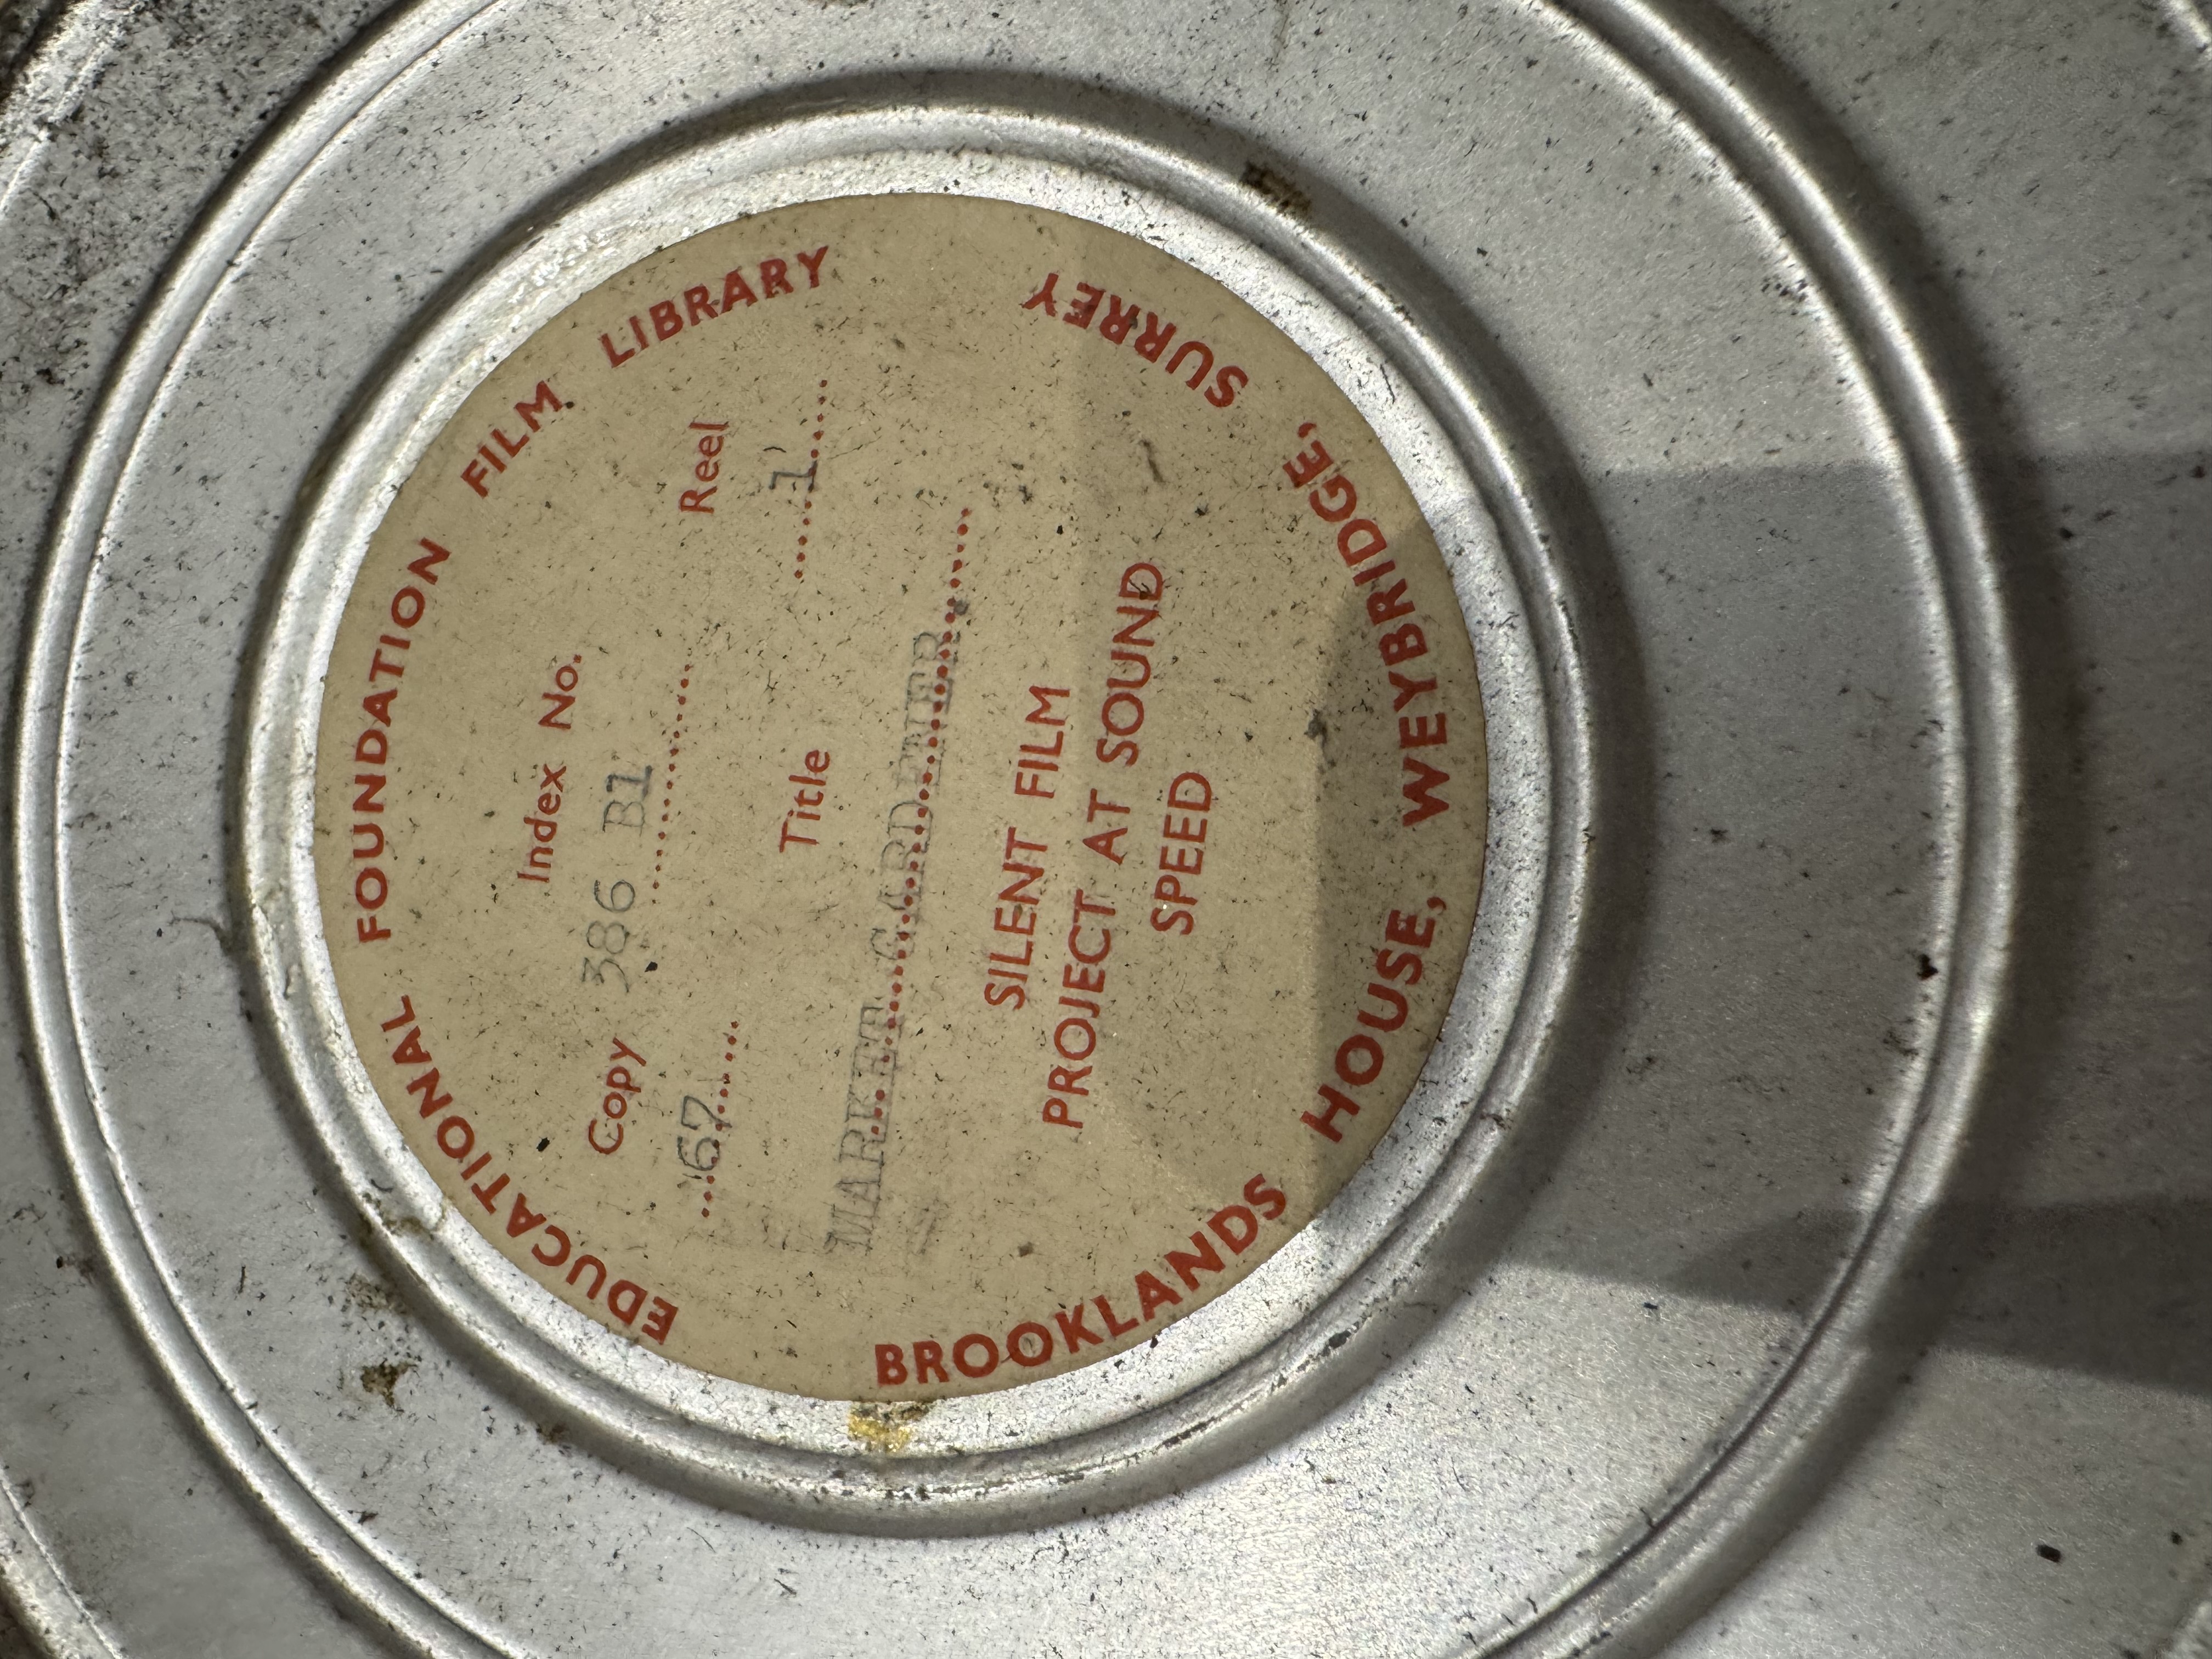 EDUCATIONAL FOUNDATION FILM LIBRARY
Index No.
Copy 386 B1 Reel
67 1
Title
MARKET GARDENER.
SILENT FILM
PROJECT AT SOUND
SPEED
BROOKLANDS HOUSE, WEYBRIDGE, SURREY